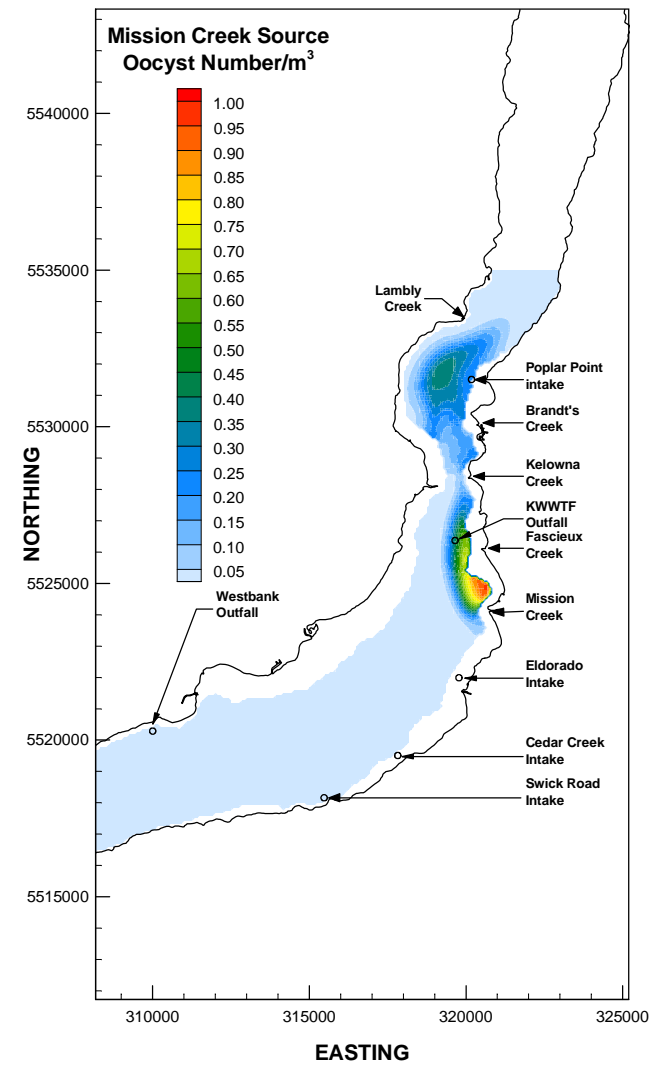 Mission Creek Source
Oocyst Number/m³
1.00
0.95
0.90
0.85
0.80
0.75
0.70
0.65
0.60
0.55
0.50
0.45
0.40
0.35
0.30
0.25
0.20
0.15
0.10
0.05
5540000
5535000
5530000
5525000
5520000
5515000
NORTHING
Lambly
Creek
Poplar Point
intake
Brandt's
Creek
Kelowna
Creek
KWWTF
Outfall
Fascieux
Creek
Mission
Creek
Westbank
Outfall
Eldorado
Intake
Cedar Creek
Intake
Swick Road
Intake
310000
315000
320000
325000
EASTING